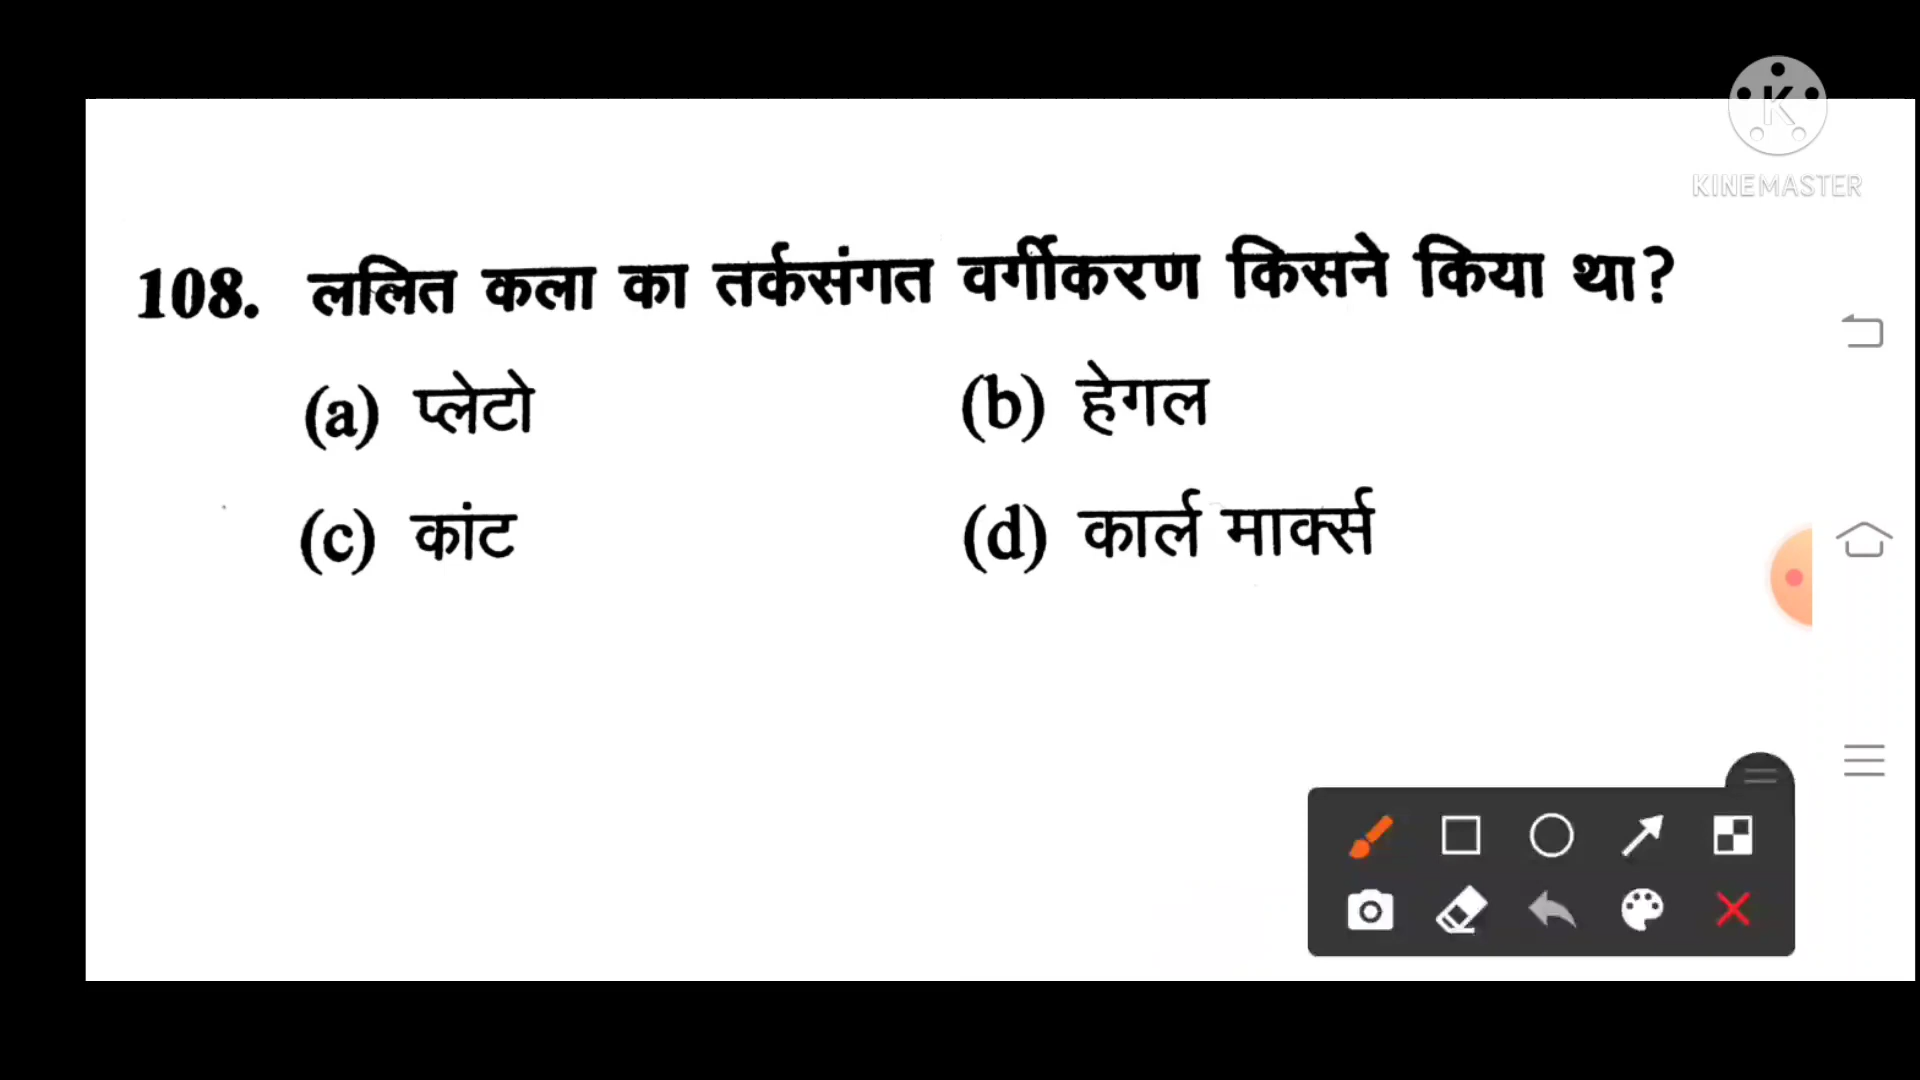 KINEMASTER
108. ललित कला का तर्कसंगत वर्गीकरण किसने किया था?
(a) प्लेटो (b) हेगल
(c) कांट (d) कार्ल मार्क्स